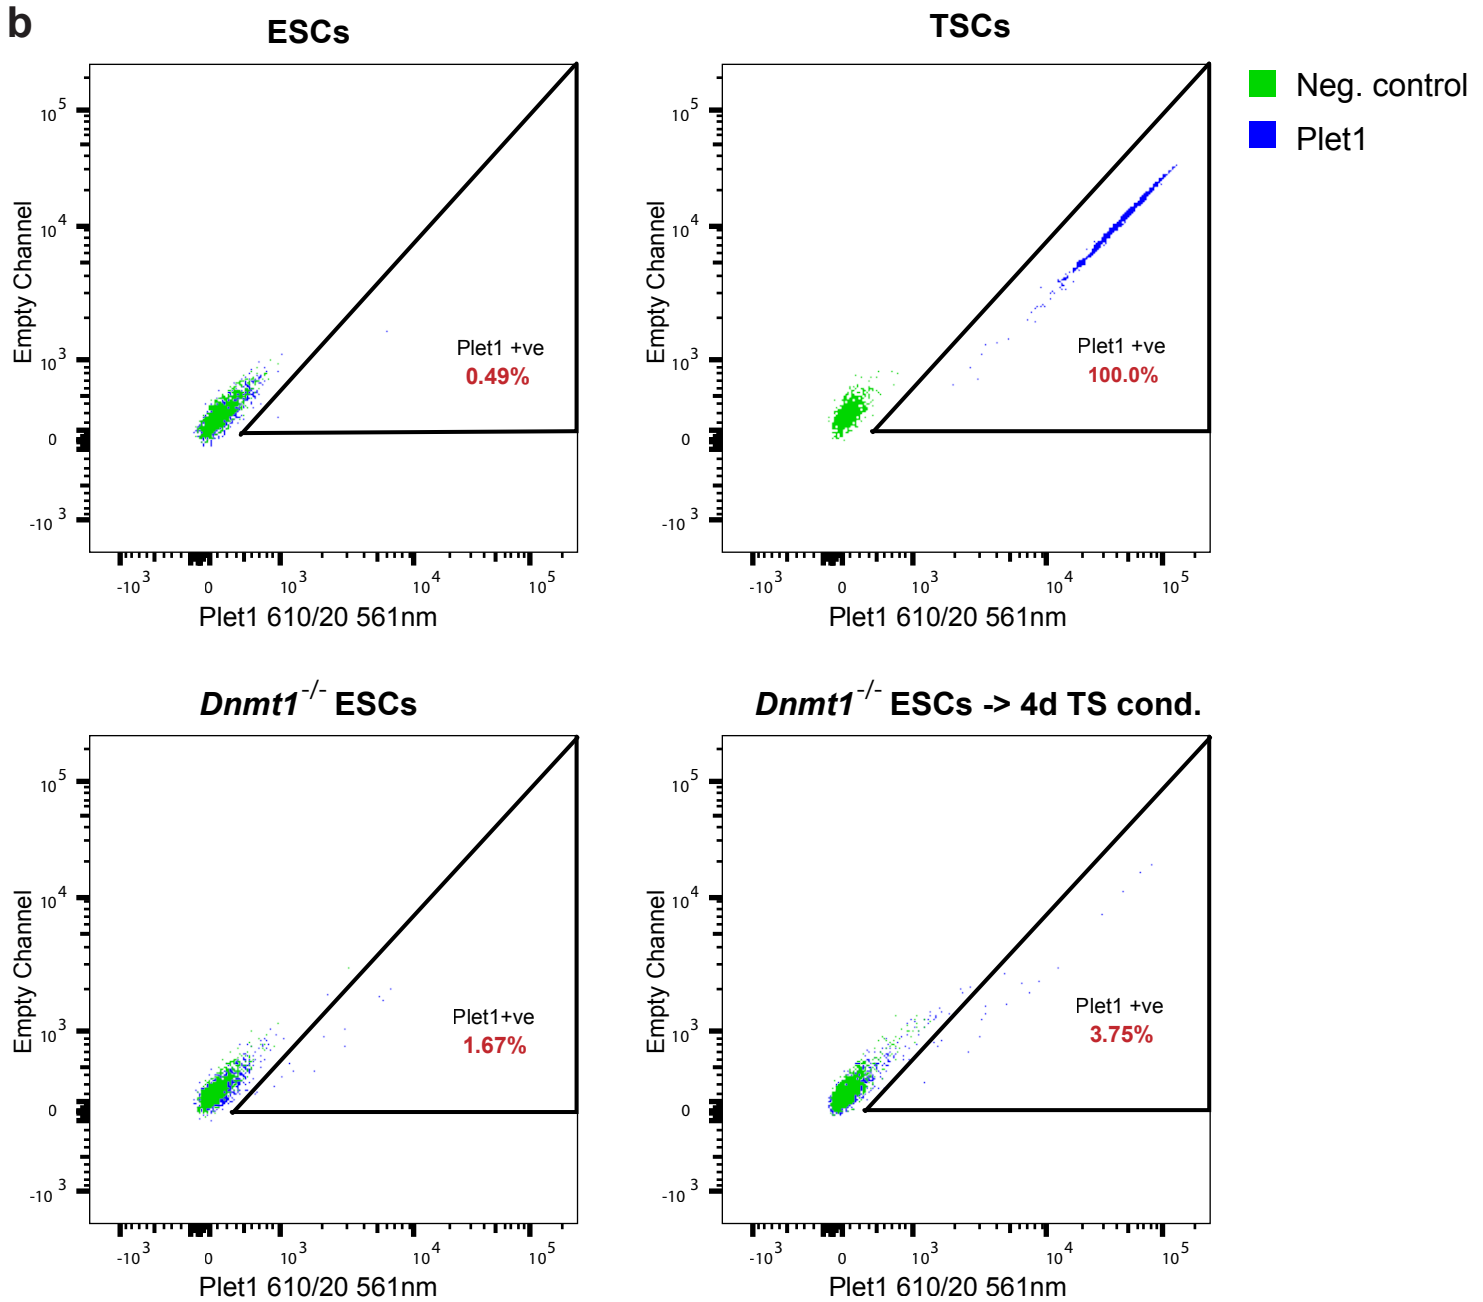 b
ESCs
TSCs
Neg. control
Plet1
10 5
10 4
10 3
0
-10 3
Empty Channel
Plet1 +ve
0.49%
-10 3 0 10 3 10 4 10 5
Plet1 610/20 561nm
10 5
10 4
10 3
0
-10 3
Empty Channel
Plet1 +ve
100.0%
-10 3 0 10 3 10 4 10 5
Plet1 610/20 561nm
Dnmt1 -/- ESCs
Dnmt1 -/- ESCs -> 4d TS cond.
10 5
10 4
10 3
0
-10 3
Empty Channel
Plet1+ve
1.67%
-10 3 0 10 3 10 4 10 5
Plet1 610/20 561nm
10 5
10 4
10 3
0
-10 3
Empty Channel
Plet1 +ve
3.75%
-10 3 0 10 3 10 4 10 5
Plet1 610/20 561nm